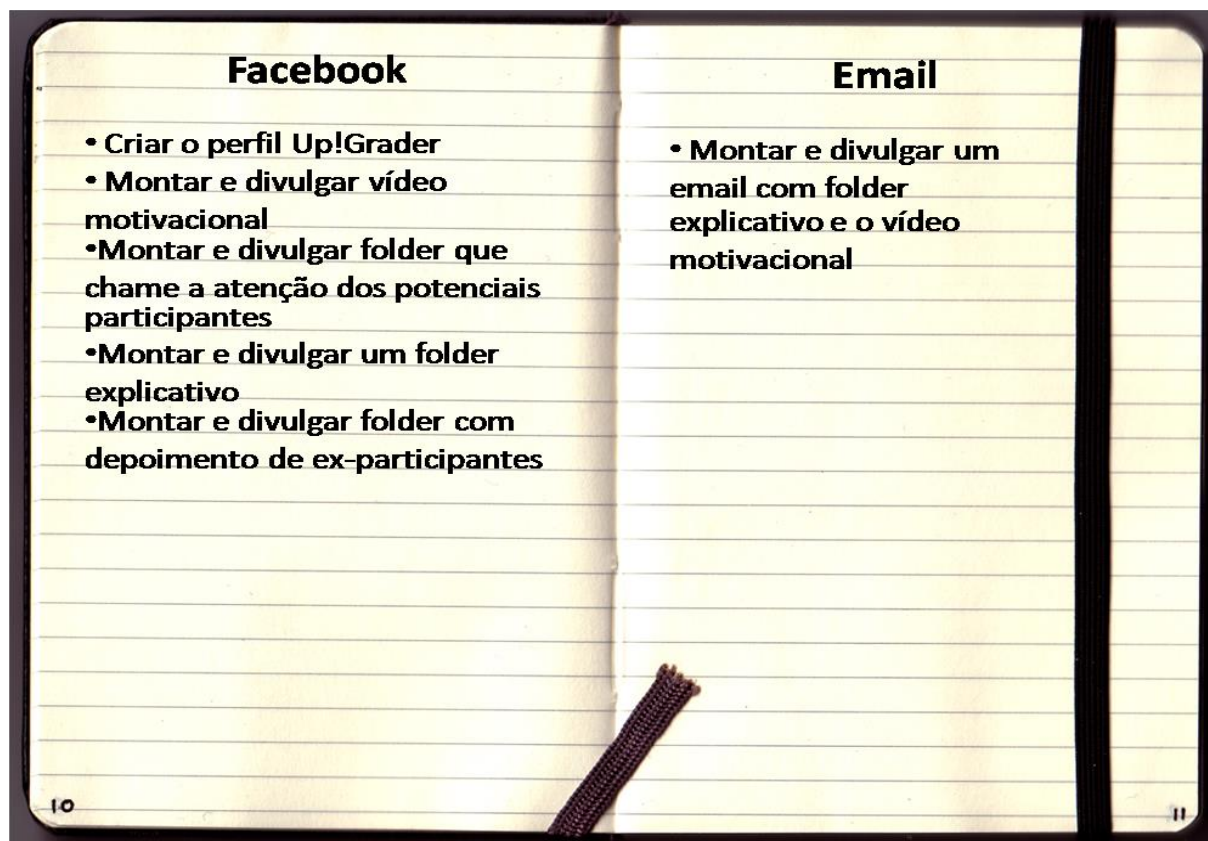 Facebook
• Criar o perfil Up!Grader
• Montar e divulgar vídeo
motivacional
•Montar e divulgar folder que
chame a atenção dos potenciais
participantes
•Montar e divulgar um folder
explicativo
•Montar e divulgar folder com
depoimento de ex-participantes
10
Email
• Montar e divulgar um
email com folder
explicativo e o vídeo
motivacional
11